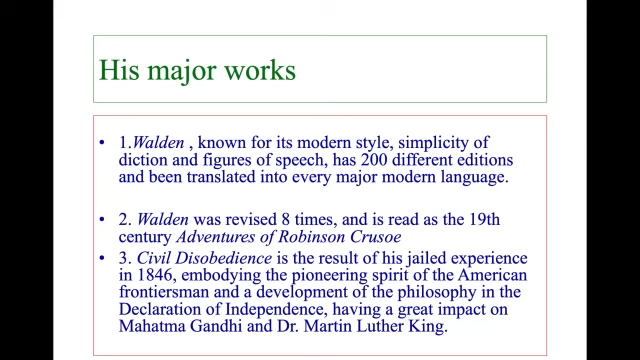 His major works
• 1.Walden , known for its modern style, simplicity of
diction and figures of speech, has 200 different editions
and been translated into every major modern language.
• 2. Walden was revised 8 times, and is read as the 19th
century Adventures of Robinson Crusoe
• 3. Civil Disobedience is the result of his jailed experience
in 1846, embodying the pioneering spirit of the American
frontiersman and a development of the philosophy in the
Declaration of Independence, having a great impact on
Mahatma Gandhi and Dr. Martin Luther King.